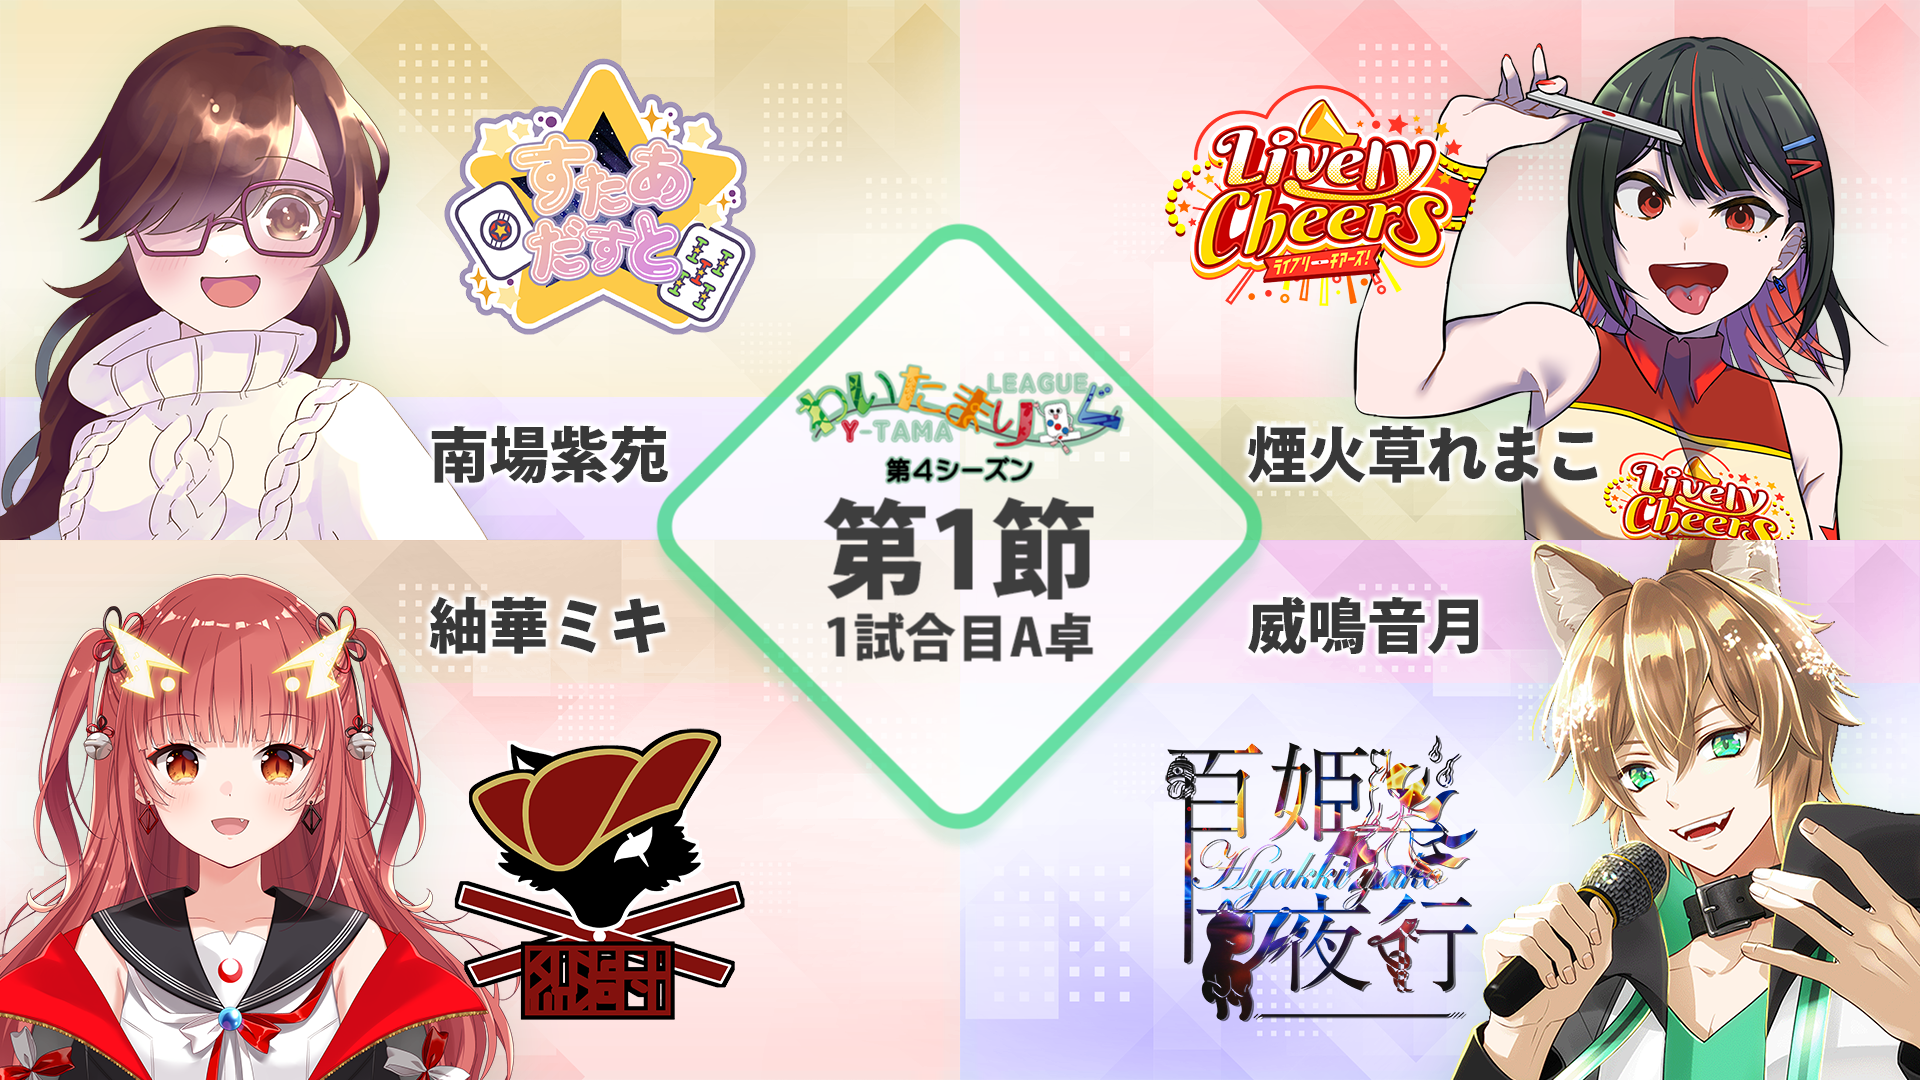 すたあ
だすと
Lively
Cheers
ライブリーチアーズ!
南場紫苑
わいたまりーぐ
LEAGUE
Y-TAMA
第4シーズン
第1節
1試合目A卓
煙火草れまこ
Lively
Cheers
紬華ミキ
威鳴音月
百姫
Hyakkiyako
夜行